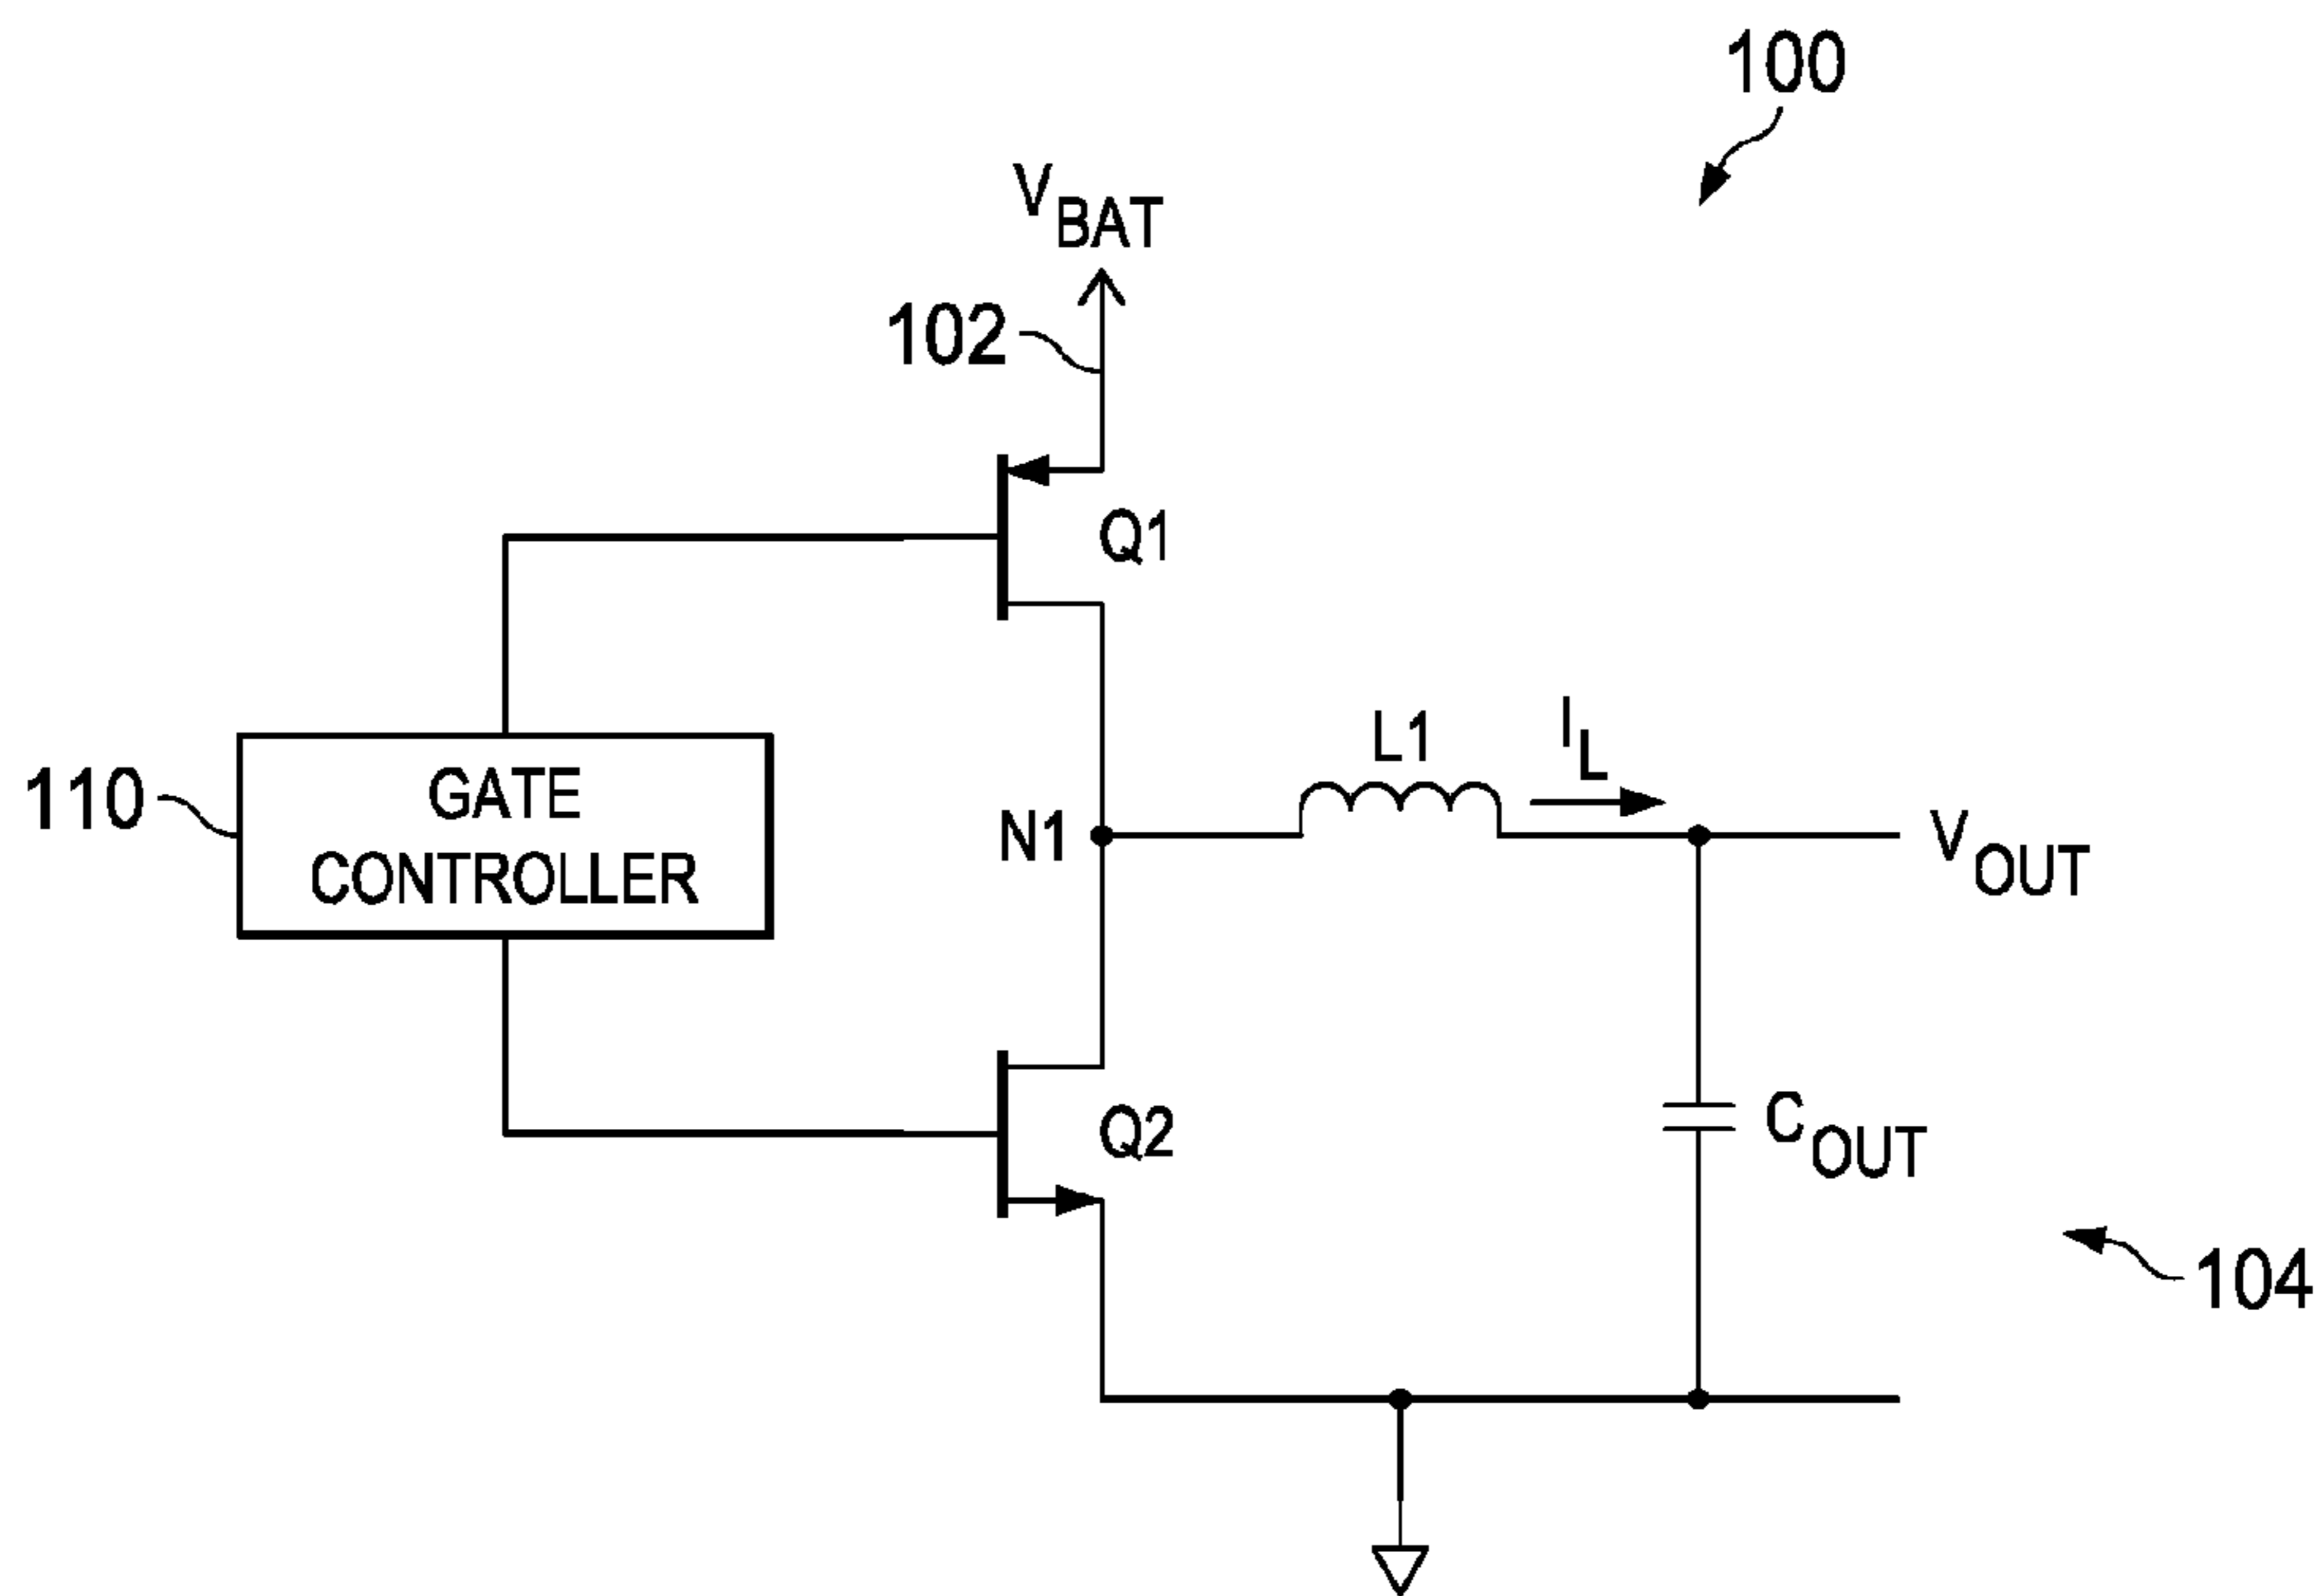 100
VBAT
102
Q1
L1
IL
110
GATE
CONTROLLER
N1
VOUT
Q2
COUT
104